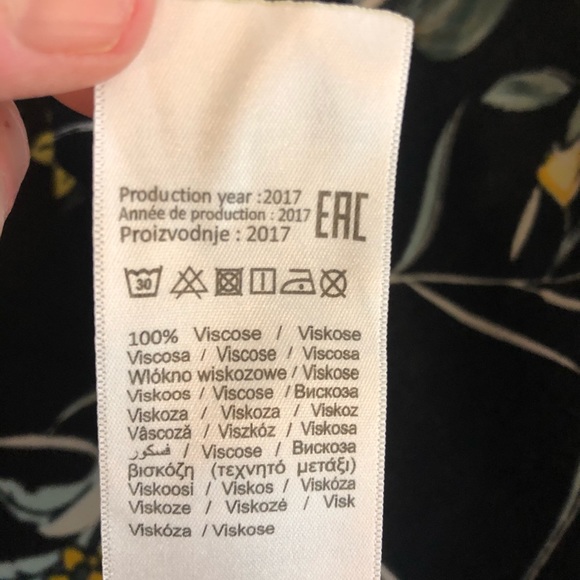 Production year :2017
Année de production : 2017
Proizvodnje : 2017
EAC
30
100% Viscose / Viskose
Viscosa / Viscose / Viscosa
Włókno wiskozowe / Viskose
Viskoos / Viscose /Вискоза
Viskoza / Viskoza / Viskoz
Vâscoză / Viszkóz / Viskosa
فسكوز / Viscose / Вискоза
βισκόζη (τεχνητό μετάξι)
Viskoosi / Viskos / Viskóza
Viskoze / Viskozė / Visk
Viskóza / Viskose